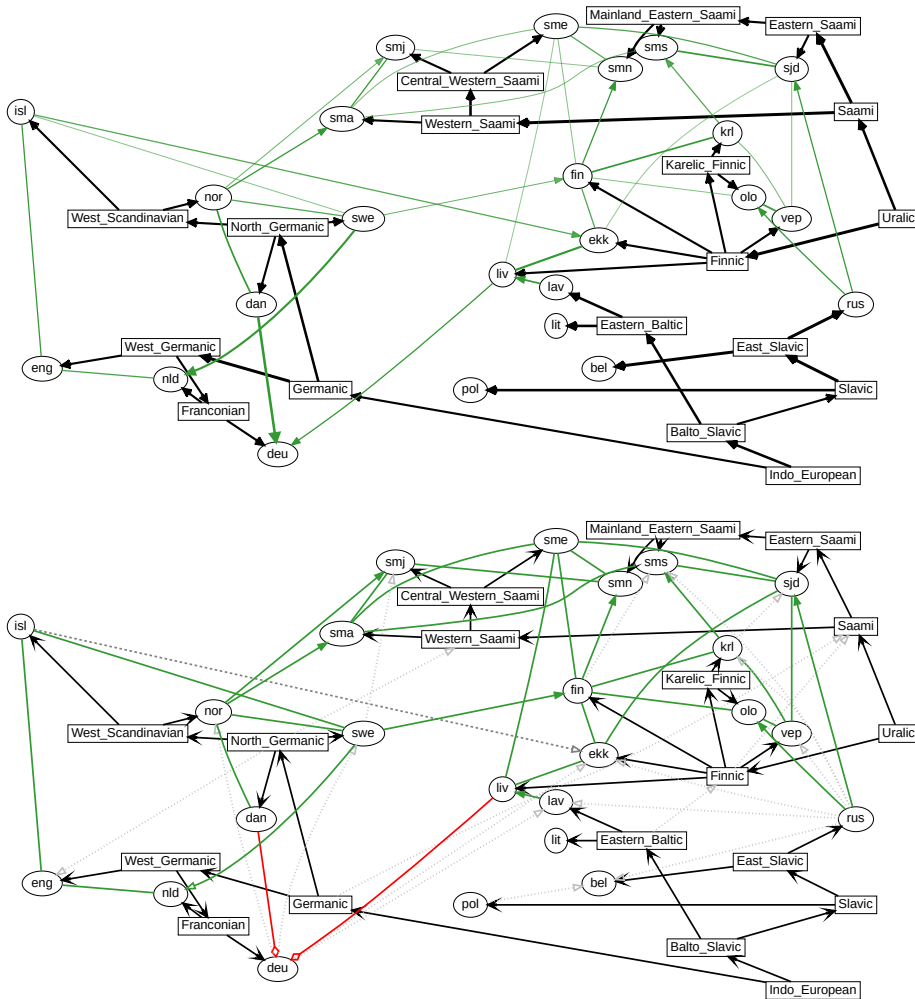 Mainland_Eastern_Saami
sme
Eastern_Saami
smj
sms
smn
sjd
Central_Western_Saami
isl
sma
Western_Saami
Saami
krl
Karelic_Finnic
fin
nor
olo
West_Scandinavian
North_Germanic
swe
vep
Uralic
ekk
Finnic
liv
lav
dan
rus
lit
Eastern_Baltic
West_Germanic
East_Slavic
eng
nld
bel
Germanic
pol
Slavic
Franconian
Balto_Slavic
deu
Indo_European
Mainland_Eastern_Saami
sme
Eastern_Saami
smj
sms
smn
sjd
Central_Western_Saami
isl
sma
Western_Saami
Saami
krl
Karelic_Finnic
fin
nor
olo
West_Scandinavian
North_Germanic
swe
vep
Uralic
ekk
Finnic
liv
lav
dan
rus
lit
Eastern_Baltic
West_Germanic
East_Slavic
eng
nld
bel
Germanic
pol
Slavic
Franconian
Balto_Slavic
deu
Indo_European